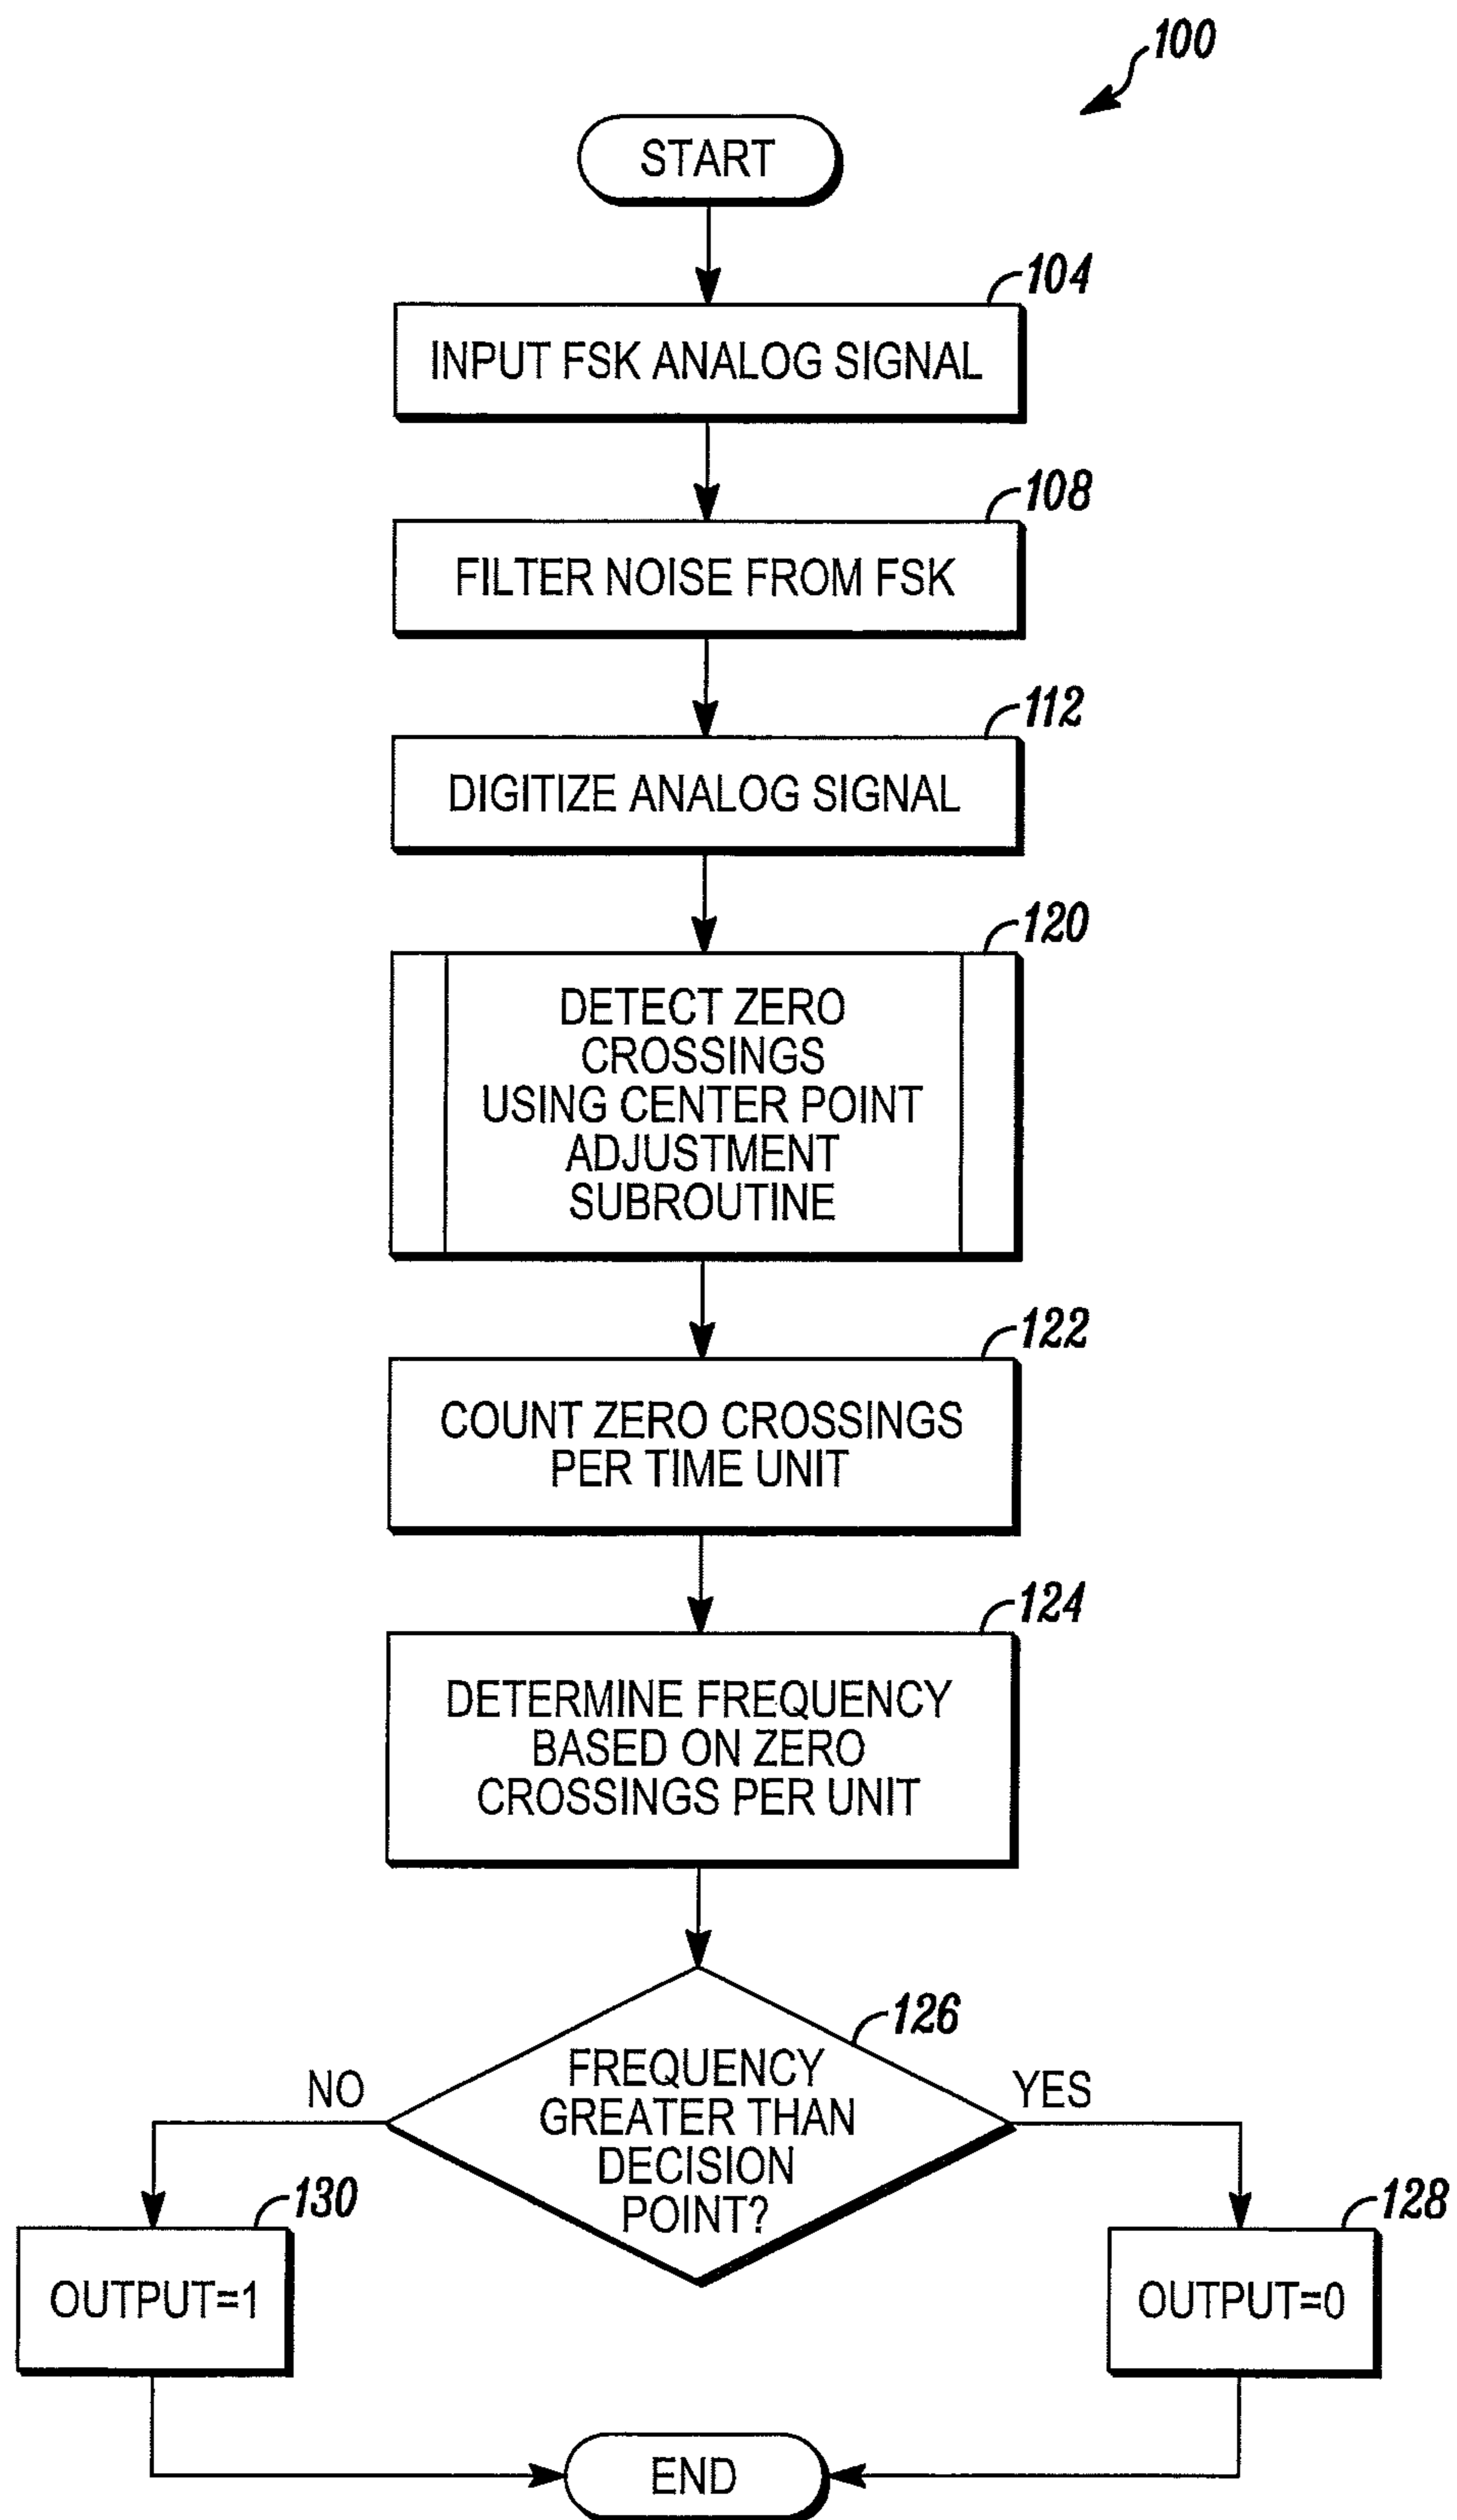 100
START
104
INPUT FSK ANALOG SIGNAL
108
FILTER NOISE FROM FSK
112
DIGITIZE ANALOG SIGNAL
120
DETECT ZERO
CROSSINGS
USING CENTER POINT
ADJUSTMENT
SUBROUTINE
122
COUNT ZERO CROSSINGS
PER TIME UNIT
124
DETERMINE FREQUENCY
BASED ON ZERO
CROSSINGS PER UNIT
126
FREQUENCY
GREATER THAN
DECISION
POINT?
NO
YES
130
OUTPUT=1
128
OUTPUT=0
END